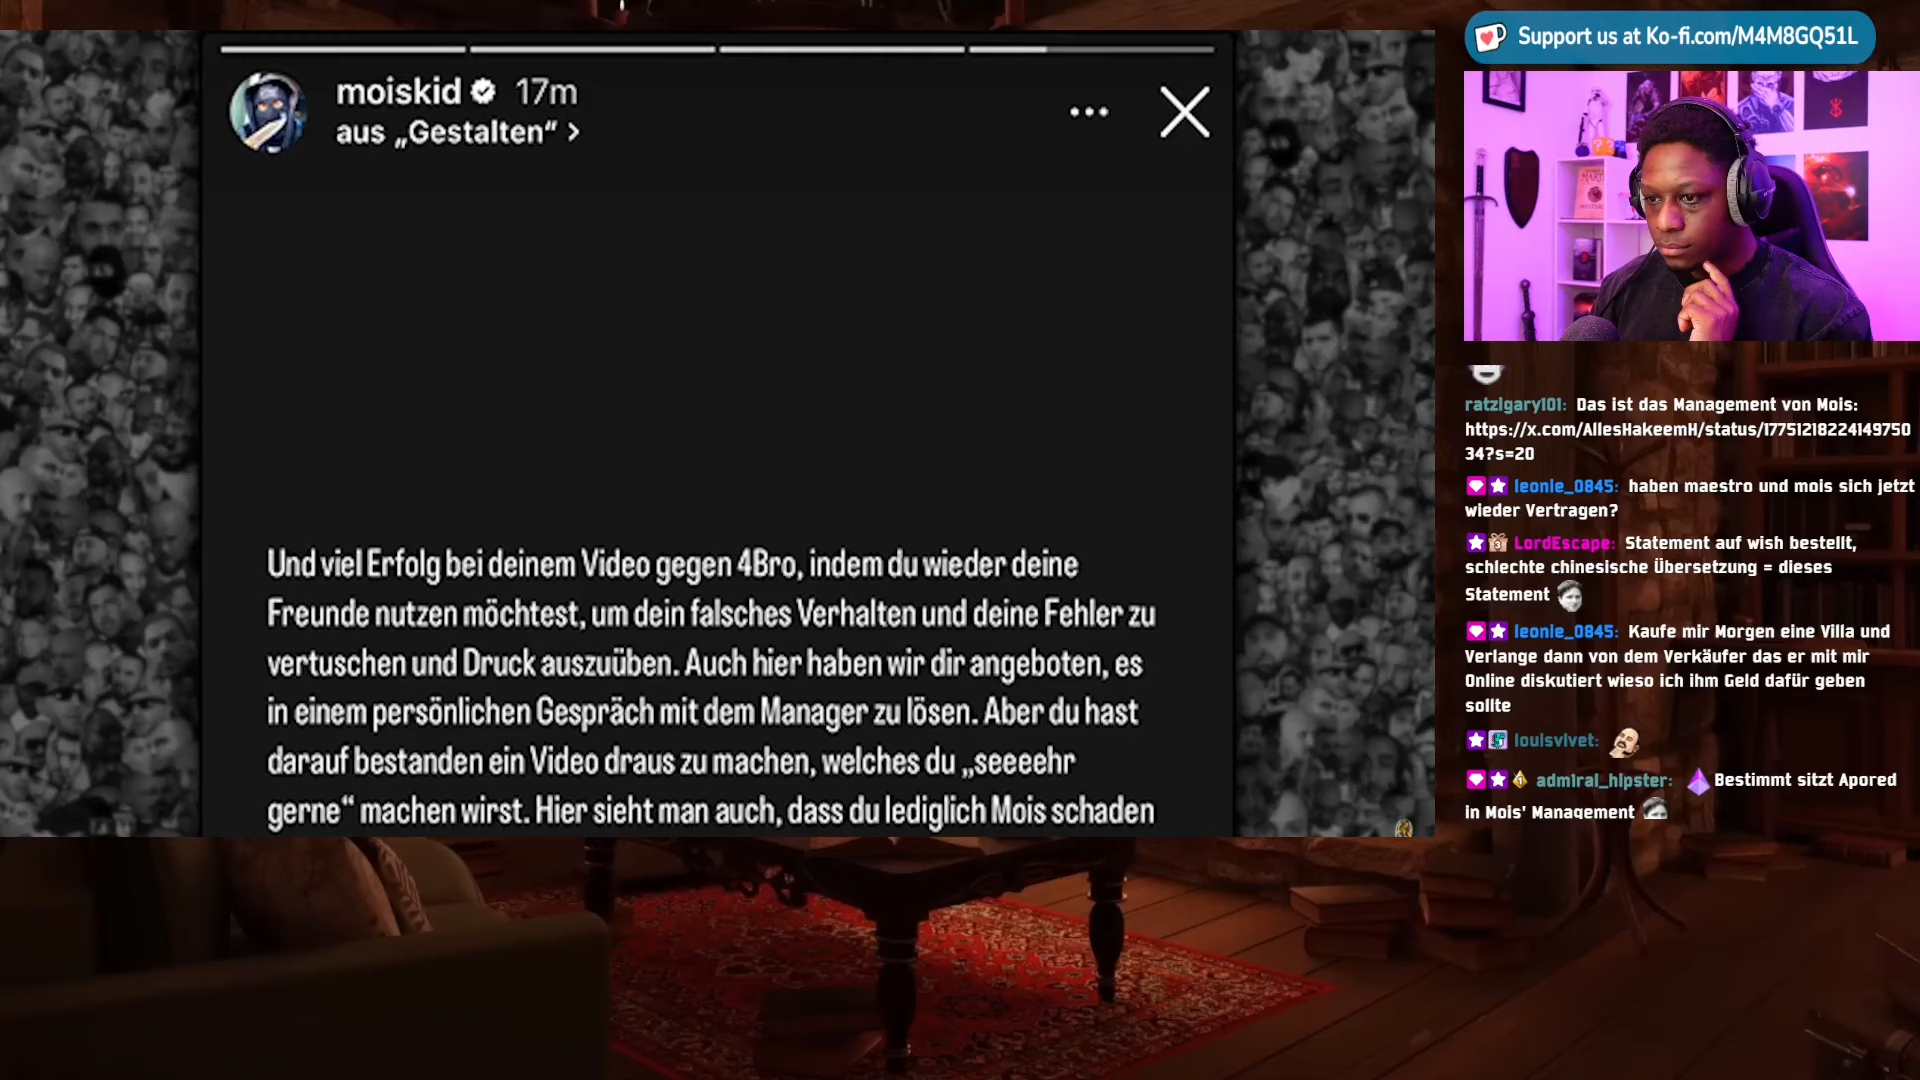 moiskid 17m
aus „Gestalten“ >
Und viel Erfolg bei deinem Video gegen 4Bro, indem du wieder deine
Freunde nutzen möchtest, um dein falsches Verhalten und deine Fehler zu
vertuschen und Druck auszuüben. Auch hier haben wir dir angeboten, es
in einem persönlichen Gespräch mit dem Manager zu lösen. Aber du hast
darauf bestanden ein Video draus zu machen, welches du „seeeehr
gerne“ machen wirst. Hier sieht man auch, dass du lediglich Mois schaden
Support us at Ko-fi.com/M4M8GQ51L
ratzlgary101: Das ist das Management von Mois:
https://x.com/AllesHakeemH/status/17751218224149750
34?s=20
leonie_0845: haben maestro und mois sich jetzt
wieder Vertragen?
LordEscape: Statement auf wish bestellt,
schlechte chinesische Übersetzung = dieses
Statement
leonie_0845: Kaufe mir Morgen eine Villa und
Verlange dann von dem Verkäufer das er mit mir
Online diskutiert wieso ich ihm Geld dafür geben
sollte
louisvivet:
adm1ral_hipster: Bestimmt sitzt Apored
in Mois' Management